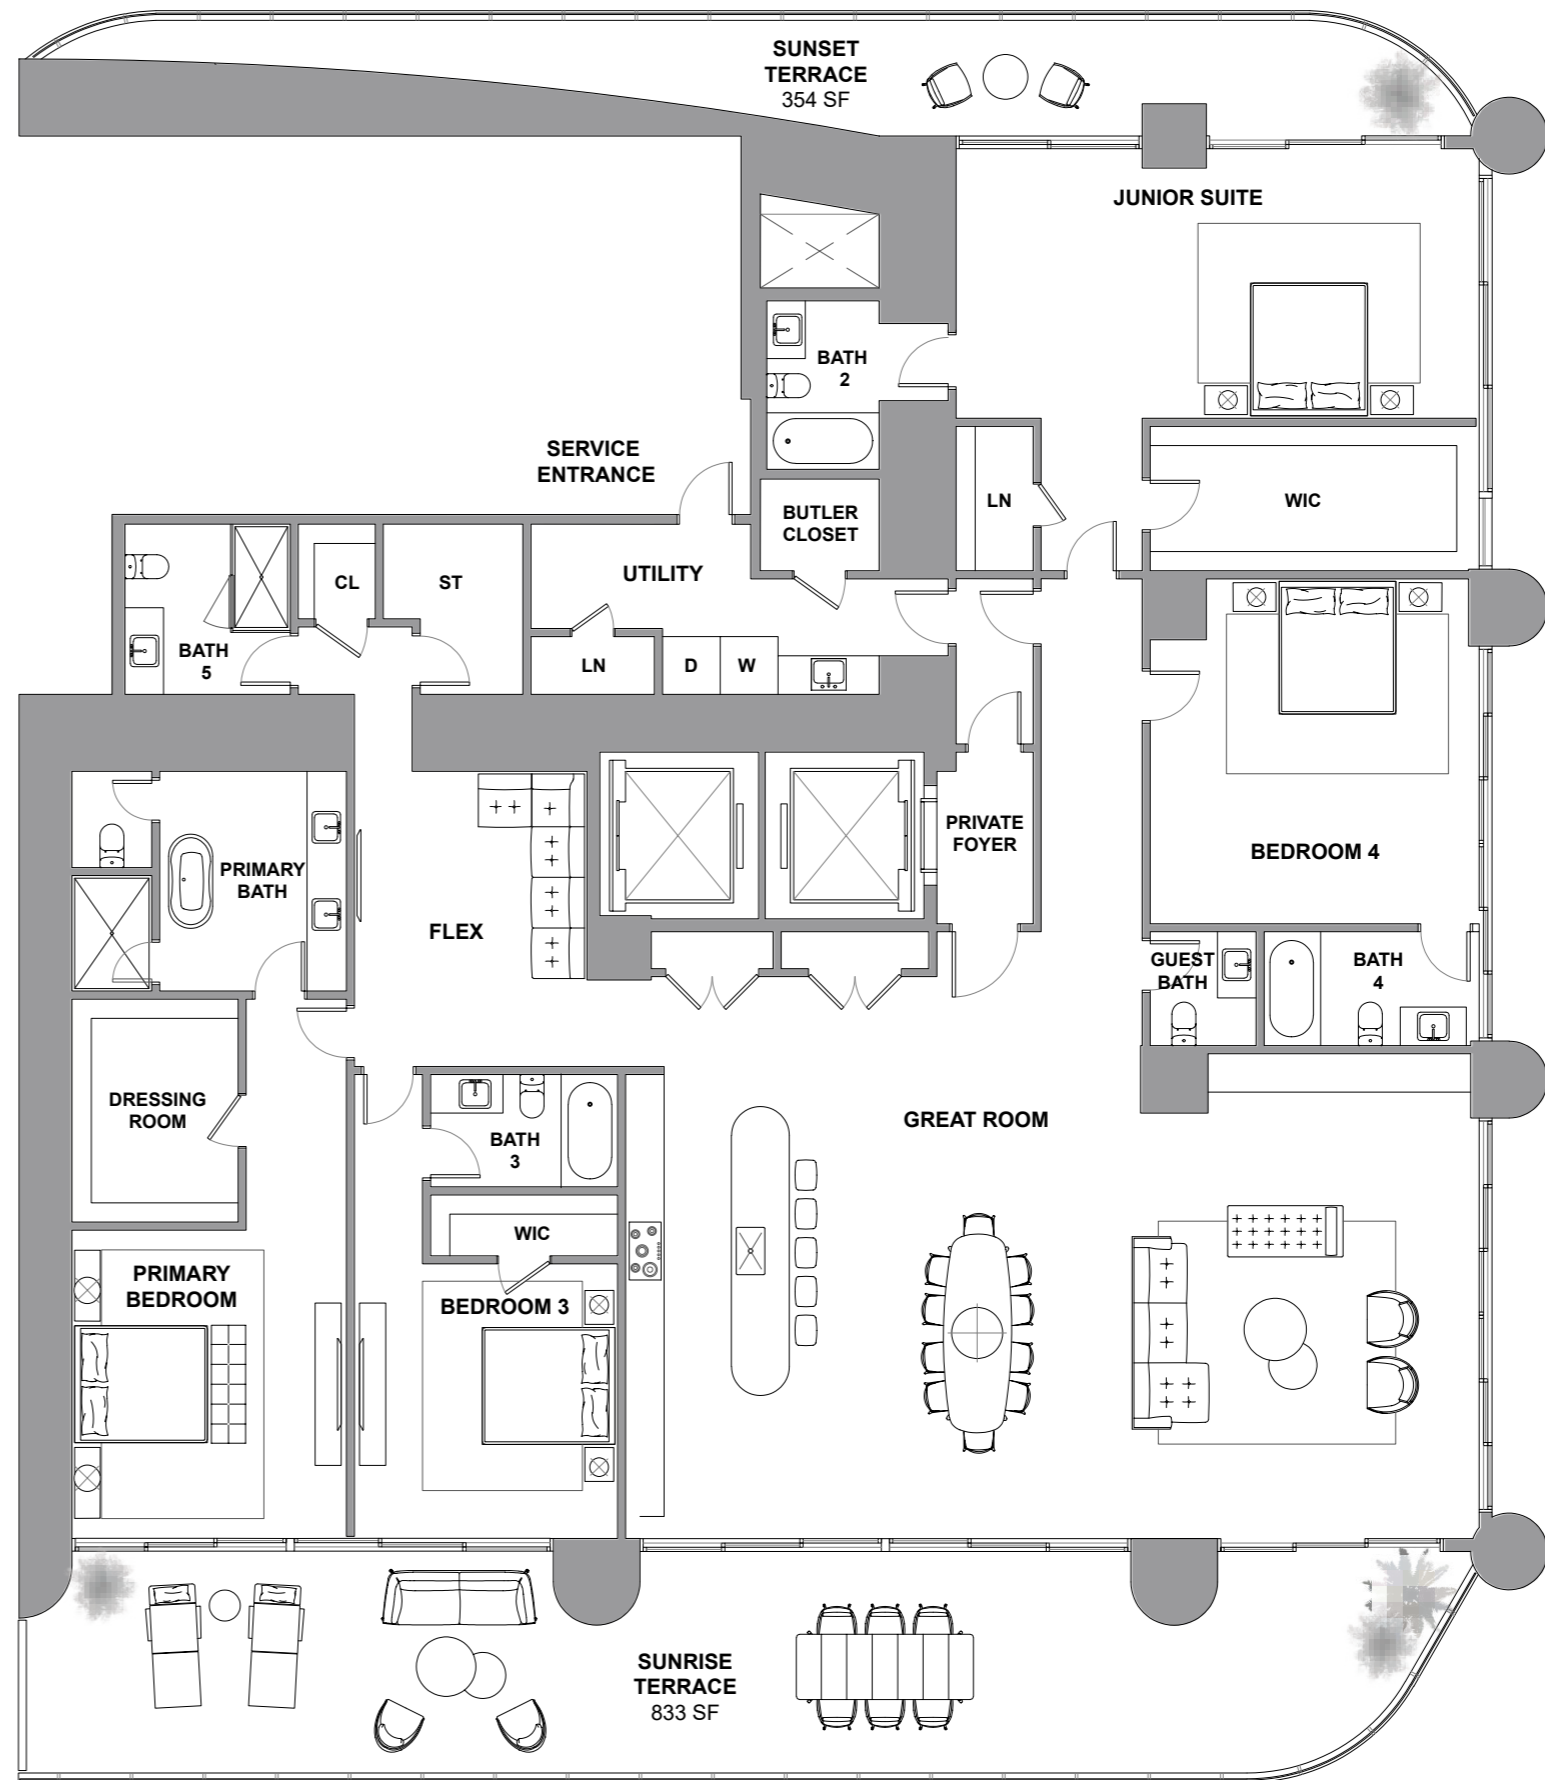 SUNSET
TERRACE
354 SF
JUNIOR SUITE
BATH
2
SERVICE
ENTRANCE
BUTLER
CLOSET
LN
WIC
UTILITY
CL
ST
BATH
5
LN
D
W
PRIVATE
FOYER
PRIMARY
BATH
FLEX
BEDROOM 4
GUEST
BATH
BATH
4
DRESSING
ROOM
BATH
3
GREAT ROOM
WIC
PRIMARY
BEDROOM
BEDROOM 3
SUNRISE
TERRACE
833 SF